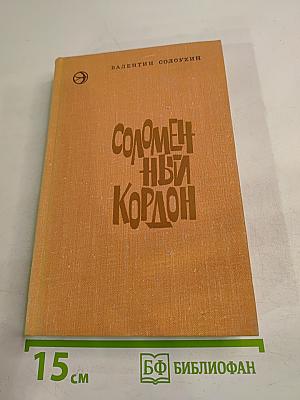 ВАЛЕНТИН СОЛОУХИН
СОЛОМЕН-
НЫЙ
КОРДОН
15 см
БФ БИБЛИОФАН